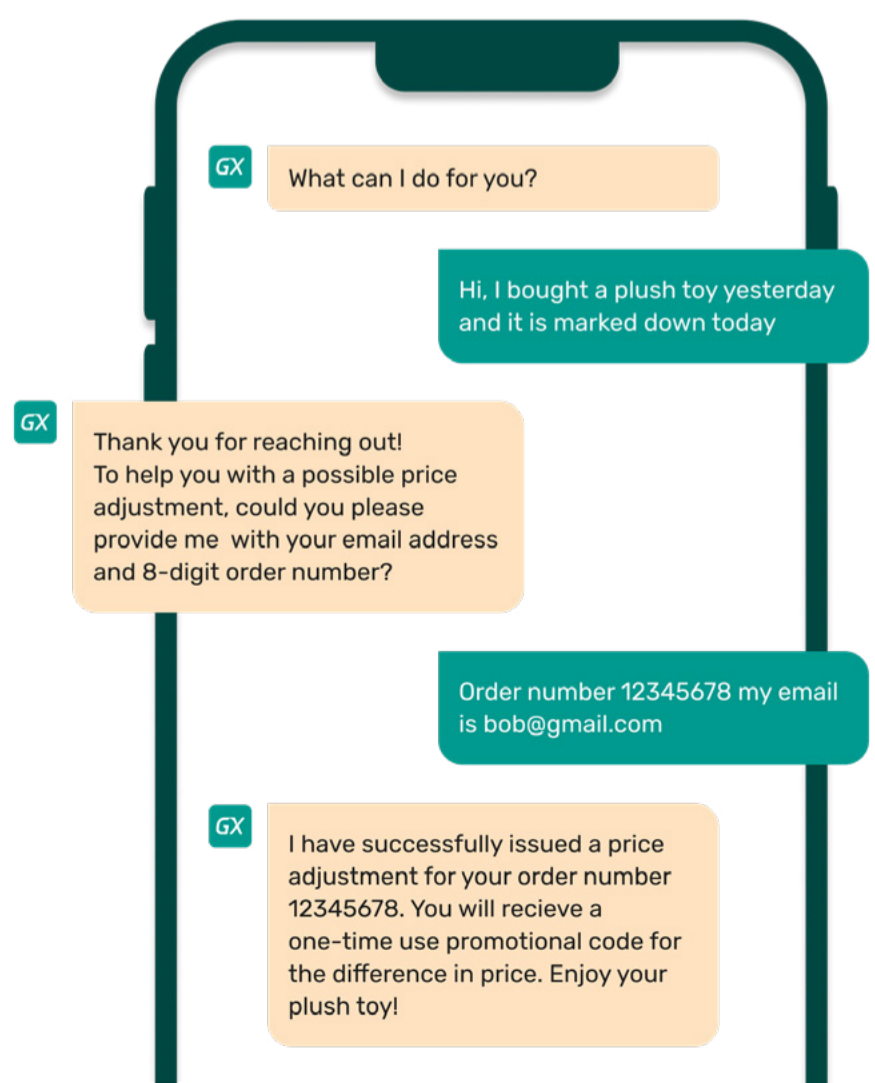 GX
What can I do for you?
Hi, I bought a plush toy yesterday
and it is marked down today
GX
Thank you for reaching out!
To help you with a possible price
adjustment, could you please
provide me  with your email address
and 8-digit order number?
Order number 12345678 my email
is bob@gmail.com
GX
I have successfully issued a price
adjustment for your order number
12345678. You will recieve a
one-time use promotional code for
the difference in price. Enjoy your
plush toy!